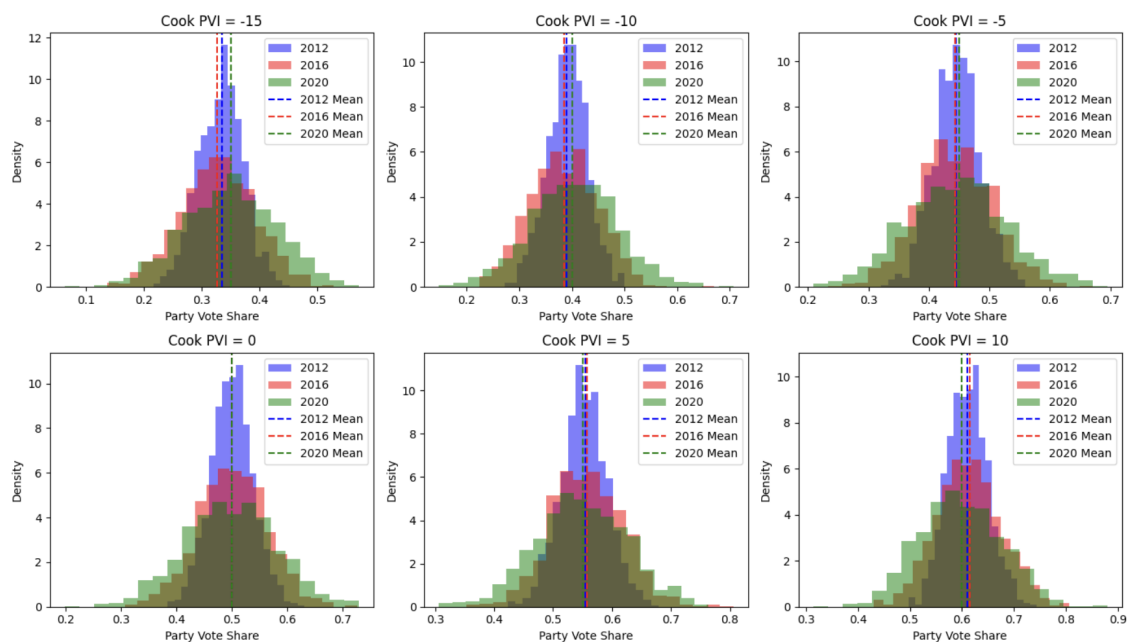 Cook PVI = -15
12
10
8
6
4
2
0
Density
0.1 0.2 0.3 0.4 0.5
Party Vote Share
2012
2016
2020
2012 Mean
2016 Mean
2020 Mean
Cook PVI = -10
10
8
6
4
2
0
Density
0.2 0.3 0.4 0.5 0.6 0.7
Party Vote Share
2012
2016
2020
2012 Mean
2016 Mean
2020 Mean
Cook PVI = -5
10
8
6
4
2
0
Density
0.2 0.3 0.4 0.5 0.6 0.7
Party Vote Share
2012
2016
2020
2012 Mean
2016 Mean
2020 Mean
Cook PVI = 0
10
8
6
4
2
0
Density
0.2 0.3 0.4 0.5 0.6 0.7
Party Vote Share
2012
2016
2020
2012 Mean
2016 Mean
2020 Mean
Cook PVI = 5
10
8
6
4
2
0
Density
0.3 0.4 0.5 0.6 0.7 0.8
Party Vote Share
2012
2016
2020
2012 Mean
2016 Mean
2020 Mean
Cook PVI = 10
10
8
6
4
2
0
Density
0.3 0.4 0.5 0.6 0.7 0.8 0.9
Party Vote Share
2012
2016
2020
2012 Mean
2016 Mean
2020 Mean